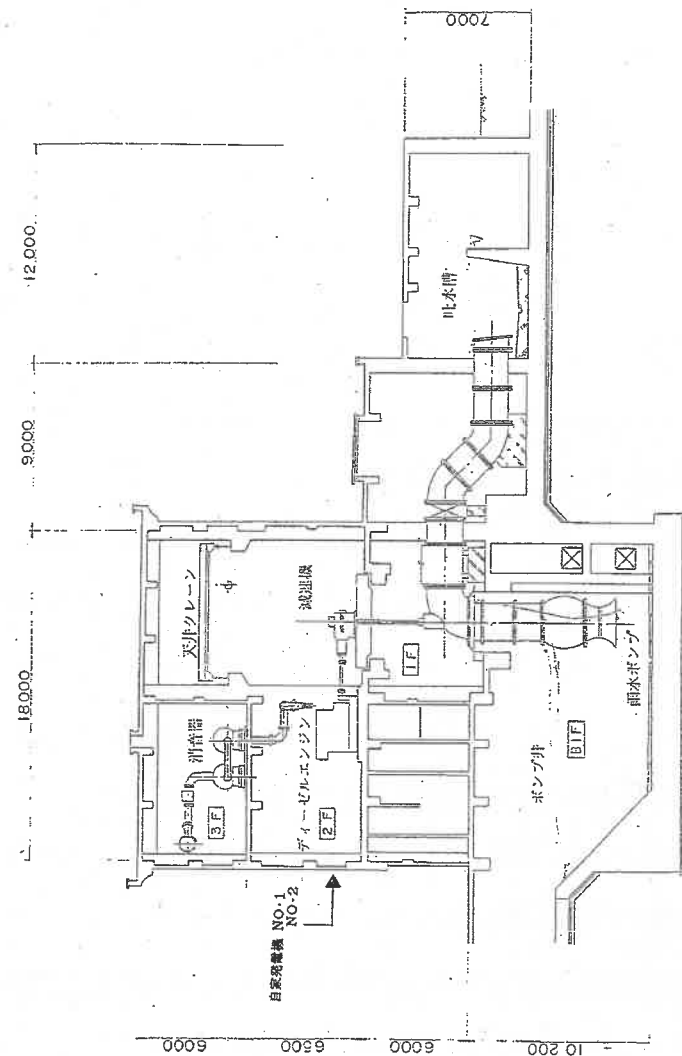 18000
9,000
12,000
7000
天井クレーン
消音器
3F
減速機
ディーゼルエンジン
2F
1F
吐水槽
自家発電機 NO·1
NO·2
ポンプ井
B1F
雨水ポンプ
6000
6500
6000
10 200